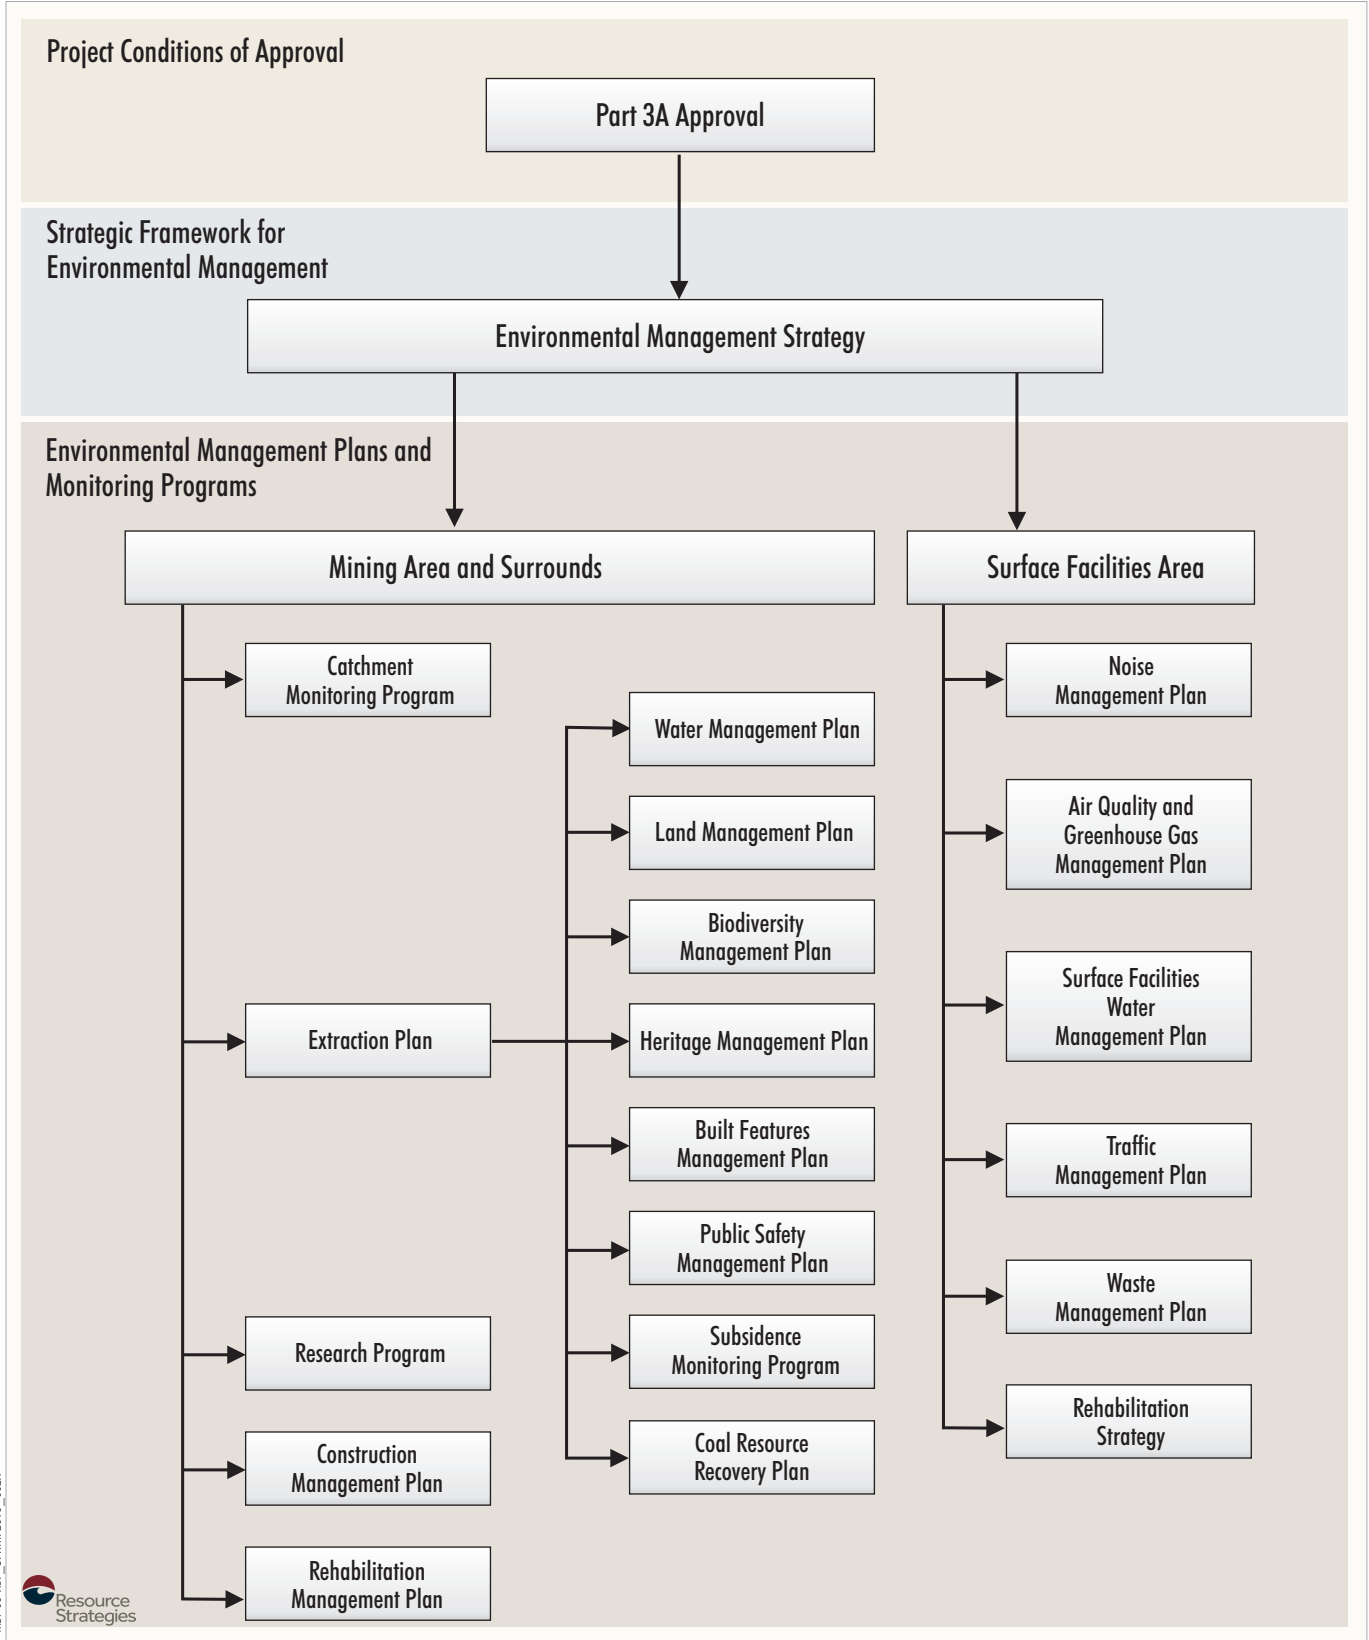 Project Conditions of Approval
Part 3A Approval
Strategic Framework for
Environmental Management
Environmental Management Strategy
Environmental Management Plans and
Monitoring Programs
Mining Area and Surrounds
Catchment
Monitoring Program
Extraction Plan
Research Program
Construction
Management Plan
Rehabilitation
Management Plan
Water Management Plan
Land Management Plan
Biodiversity
Management Plan
Heritage Management Plan
Built Features
Management Plan
Public Safety
Management Plan
Subsidence
Monitoring Program
Coal Resource
Recovery Plan
Surface Facilities Area
Noise
Management Plan
Air Quality and
Greenhouse Gas
Management Plan
Surface Facilities
Water
Management Plan
Traffic
Management Plan
Waste
Management Plan
Rehabilitation
Strategy
Resource
Strategies